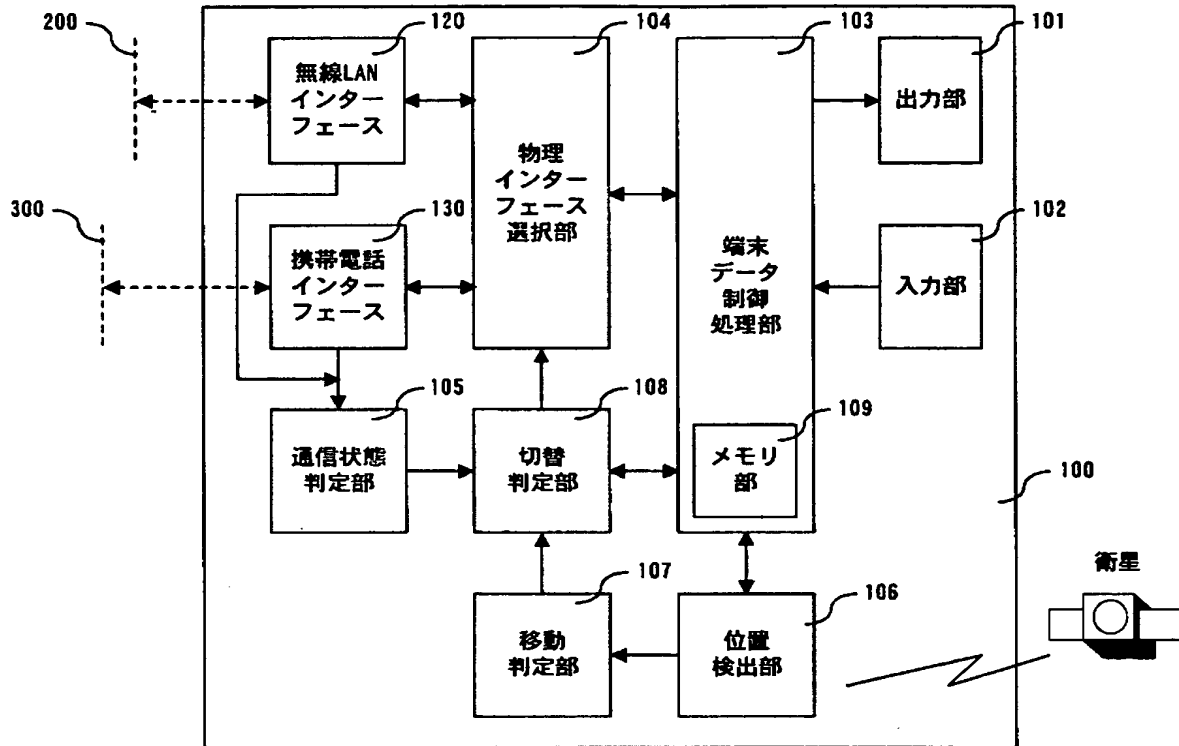 200
120
104
103
101
無線LAN
インター
フェース
物理
インター
フェース
選択部
出力部
300
130
102
携帯電話
インター
フェース
端末
データ
制御
処理部
入力部
105
108
109
通信状態
判定部
切替
判定部
メモリ
部
100
107
106
衛星
移動
判定部
位置
検出部